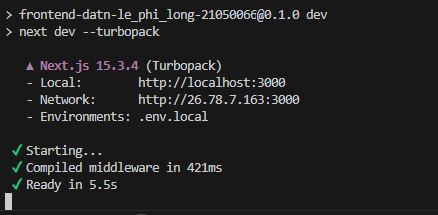 > frontend-datn-le_phi_long-21050066@0.1.0 dev
> next dev --turbopack
▲ Next.js 15.3.4 (Turbopack)
- Local: http://localhost:3000
- Network: http://26.78.7.163:3000
- Environments: .env.local
✓ Starting...
✓ Compiled middleware in 421ms
✓ Ready in 5.5s